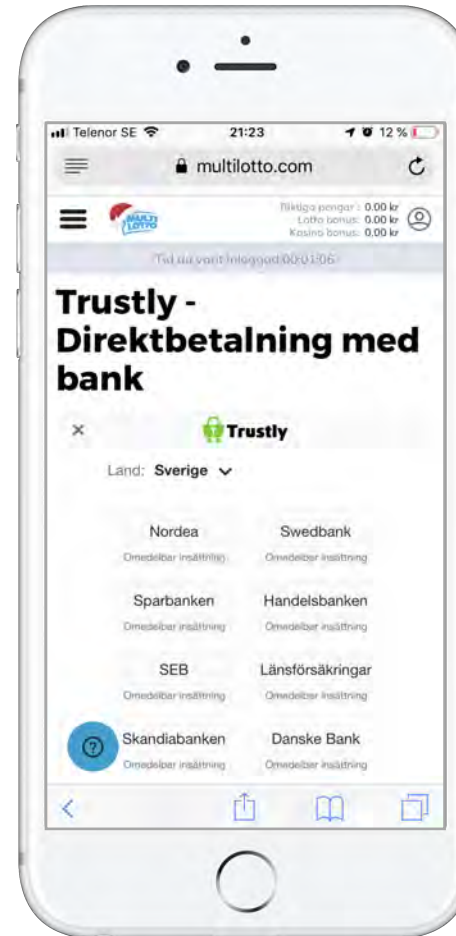 Telenor SE 21:23 12 %
multilotto.com
MULTI
LOTTO
Riktiga pengar : 0.00 kr
Lotto bonus: 0.00 kr
Kasino bonus: 0.00 kr
Tid du varit inloggad 00:01:06
Trustly -
Direktbetalning med
bank
Trustly
Land: Sverige
Nordea Swedbank
Omedelbar insättning Omedelbar insättning
Sparbanken Handelsbanken
Omedelbar insättning Omedelbar insättning
SEB Länsförsäkringar
Omedelbar insättning Omedelbar insättning
Skandiabanken Danske Bank
Omedelbar insättning Omedelbar insättning